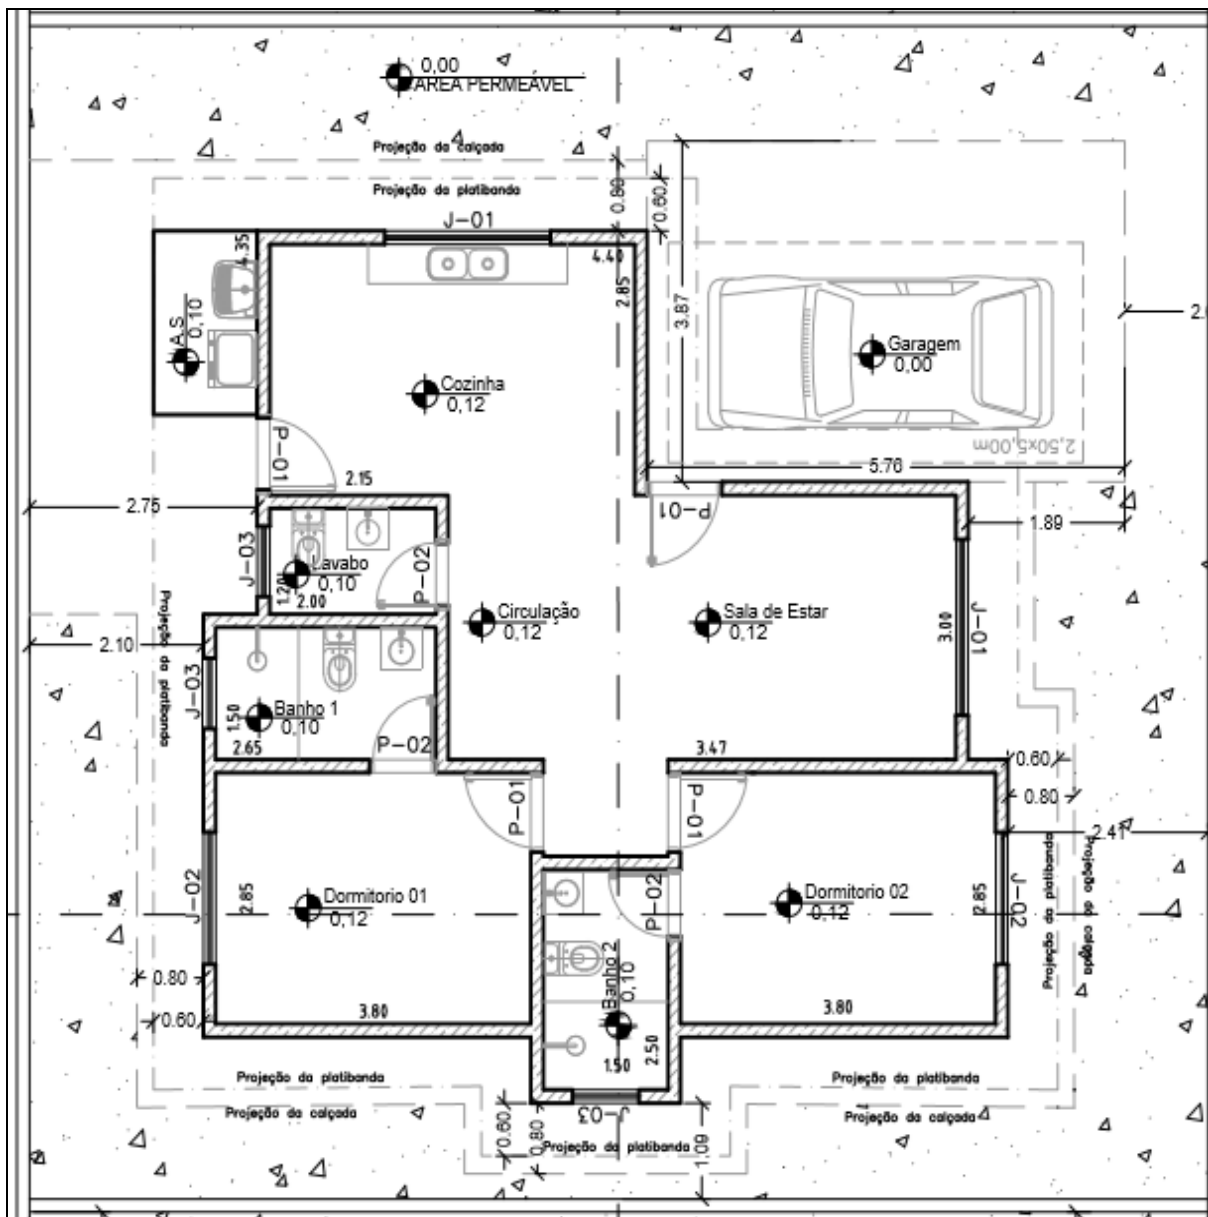 0,00
ÁREA PERMEÁVEL
Projeção da calçada
Projeção da platibanda
J-01
0.80
0.60
4.35
4.40
2.85
3.87
A.S
0,10
Cozinha
0,12
Garagem
0,00
2,50x5,00m
5.76
P-01
2.15
P-01
2.75
1.89
J-03
Lavabo
0,10
1.20
2.00
P-02
Circulação
0,12
Sala de Estar
0,12
3.00
J-01
Projeção da platibanda
2.10
J-03
Banho 1
0,10
1.50
2.65
P-02
3.47
0.60
0.80
2.41
P-01
P-01
J-02
2.85
Dormitorio 01
0,12
P-02
Dormitorio 02
0,12
2.85
J-02
Projeção da platibanda
Projeção da calçada
0.80
0.60
3.80
Banho 2
0,10
1.50
2.50
3.80
Projeção da platibanda
Projeção da calçada
Projeção da platibanda
Projeção da calçada
J-03
0.60
0.80
Projeção da platibanda
1.09